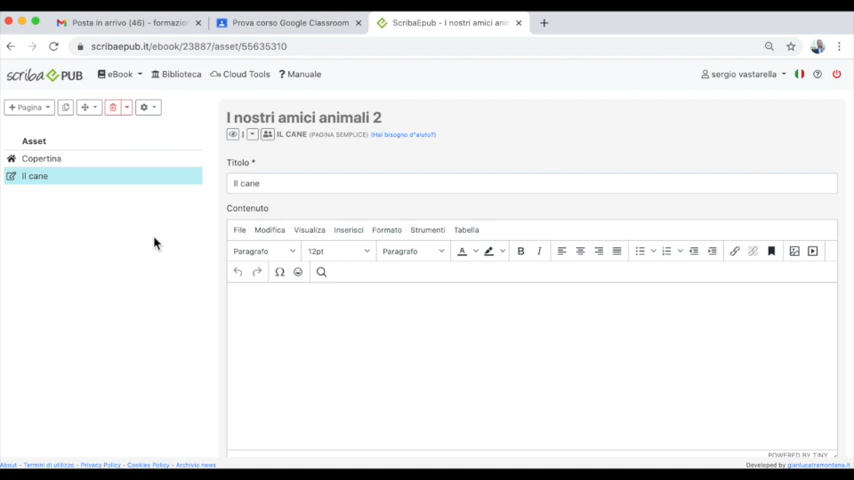 Posta in arrivo (46) - formazion
Prova corso Google Classroom
ScribaEpub - I nostri amici anim
scribaepub.it/ebook/23887/asset/55635310
scriba ePUB
eBook
Biblioteca
Cloud Tools
? Manuale
sergio vastarella
+ Pagina
Asset
Copertina
Il cane
I nostri amici animali 2
| IL CANE (PAGINA SEMPLICE) (Hai bisogno d'aiuto?)
Titolo *
Il cane
Contenuto
File Modifica Visualizza Inserisci Formato Strumenti Tabella
Paragrafo 12pt Paragrafo A B I
Ω
POWERED BY TINY
About - Termini di utilizzo - Privacy Policy - Cookies Policy - Archivio news
Developed by gianlucatramontana.it